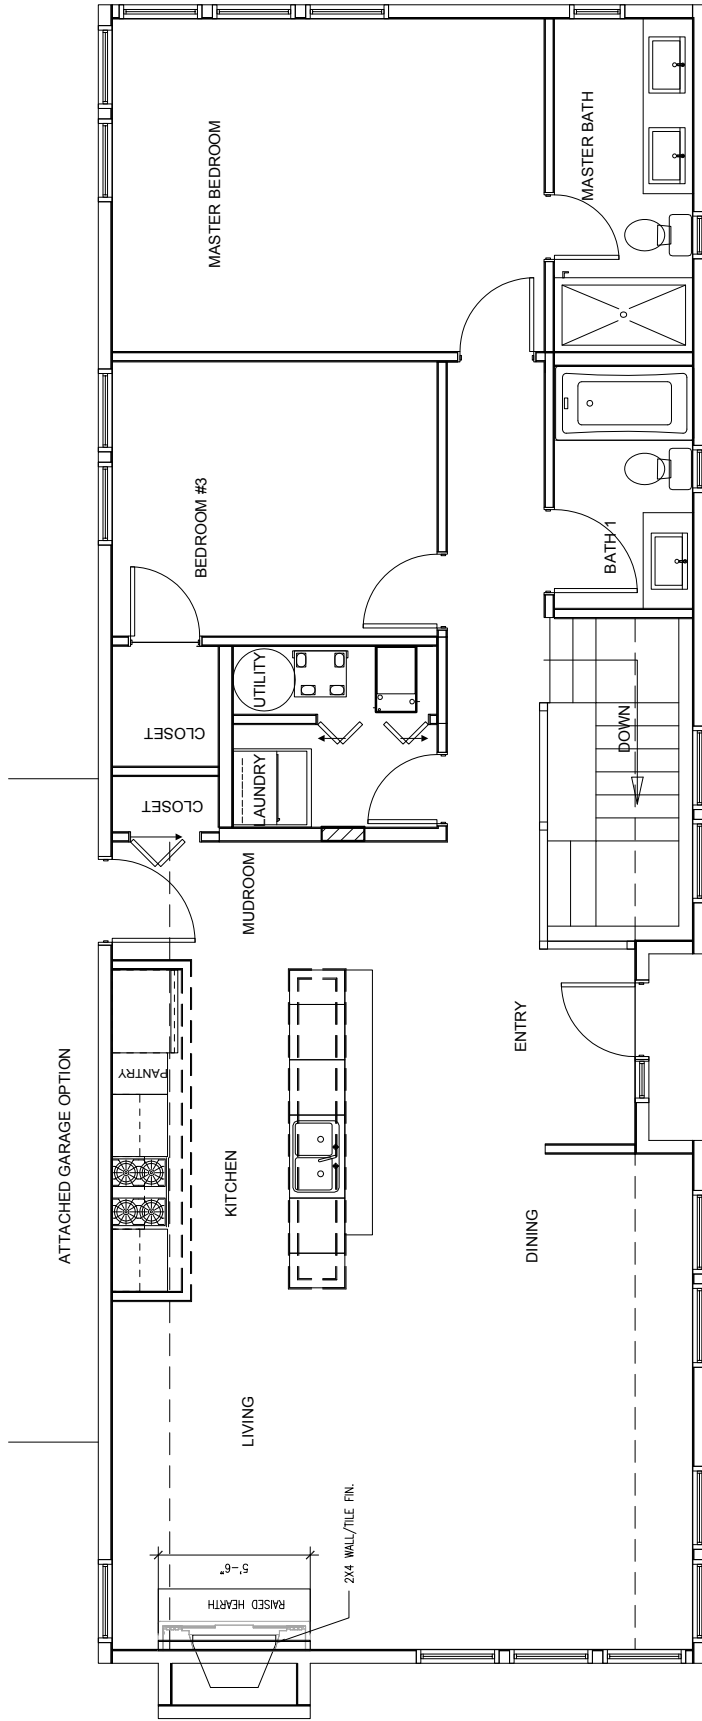 MASTER BEDROOM
MASTER BATH
BEDROOM #3
BATH 1
UTILITY
CLOSET
DOWN
LAUNDRY
CLOSET
MUDROOM
ENTRY
ATTACHED GARAGE OPTION
PANTRY
KITCHEN
DINING
LIVING
5'-6"
RAISED HEARTH
2X4 WALL/TILE FIN.